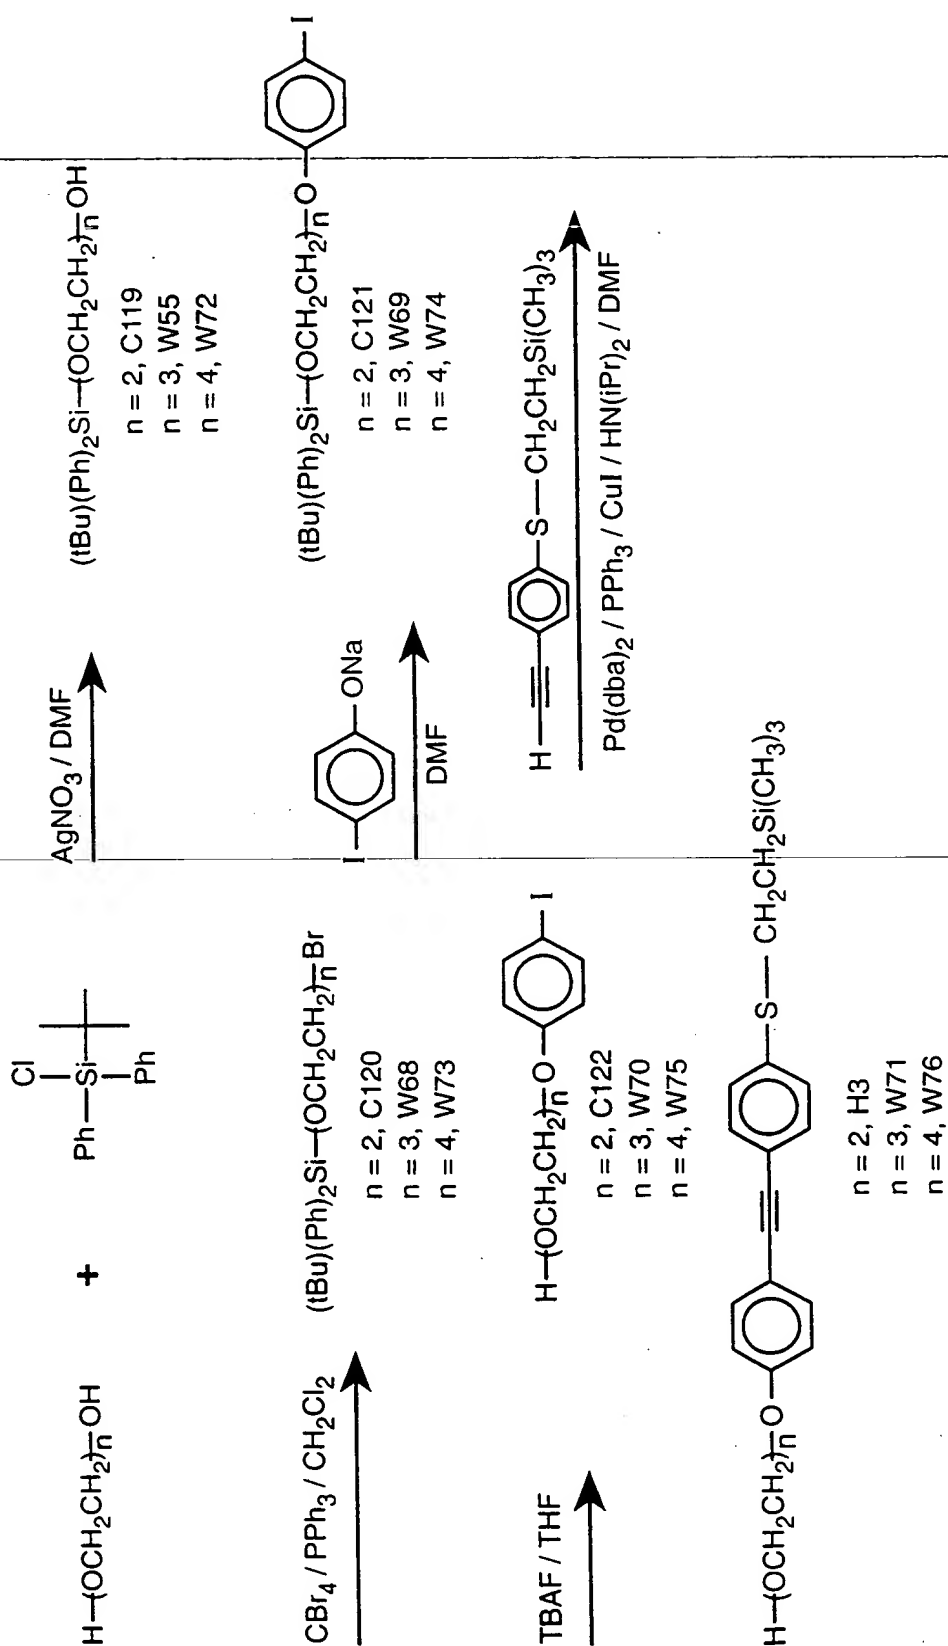 H—(OCH2CH2)n—OH
+
Cl
Ph—Si
Ph
AgNO3 / DMF
(tBu)(Ph)2Si—(OCH2CH2)n—OH
n = 2, C119
n = 3, W55
n = 4, W72
CBr4 / PPh3 / CH2Cl2
(tBu)(Ph)2Si—(OCH2CH2)n—Br
n = 2, C120
n = 3, W68
n = 4, W73
I ONa
DMF
(tBu)(Ph)2Si—(OCH2CH2)n—O I
n = 2, C121
n = 3, W69
n = 4, W74
TBAF / THF
H—(OCH2CH2)n—O I
n = 2, C122
n = 3, W70
n = 4, W75
H S—CH2CH2Si(CH3)3
Pd(dba)2 / PPh3 / CuI / HN(iPr)2 / DMF
H—(OCH2CH2)n—O S—CH2CH2Si(CH3)3
n = 2, H3
n = 3, W71
n = 4, W76